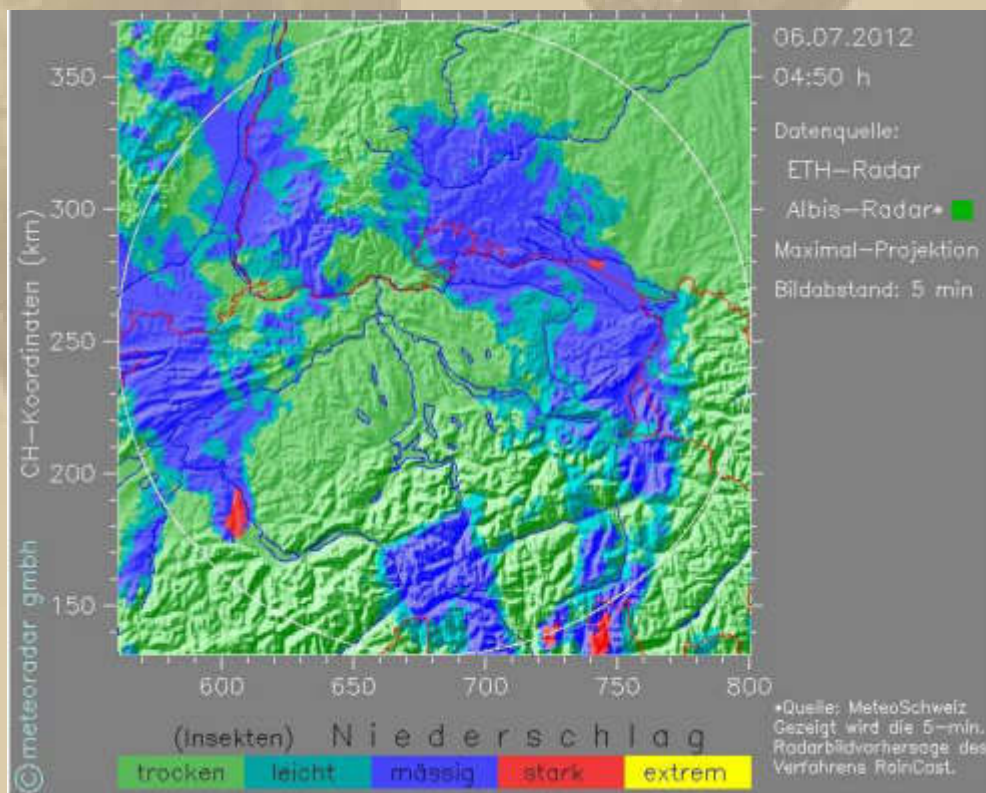 06.07.2012
04:50 h
Datenquelle:
ETH-Radar
Albis-Radar*
Maximal-Projektion
Bildabstand: 5 min
CH-Koordinaten (km)
350
300
250
200
150
600
650
700
750
800
©meteoradar gmbh
(Insekten) Niederschlag
trocken leicht mässig stark extrem
*Quelle: MeteoSchweiz
Gezeigt wird die 5-min.
Radarbildvorhersage des
Verfahrens RainCast.